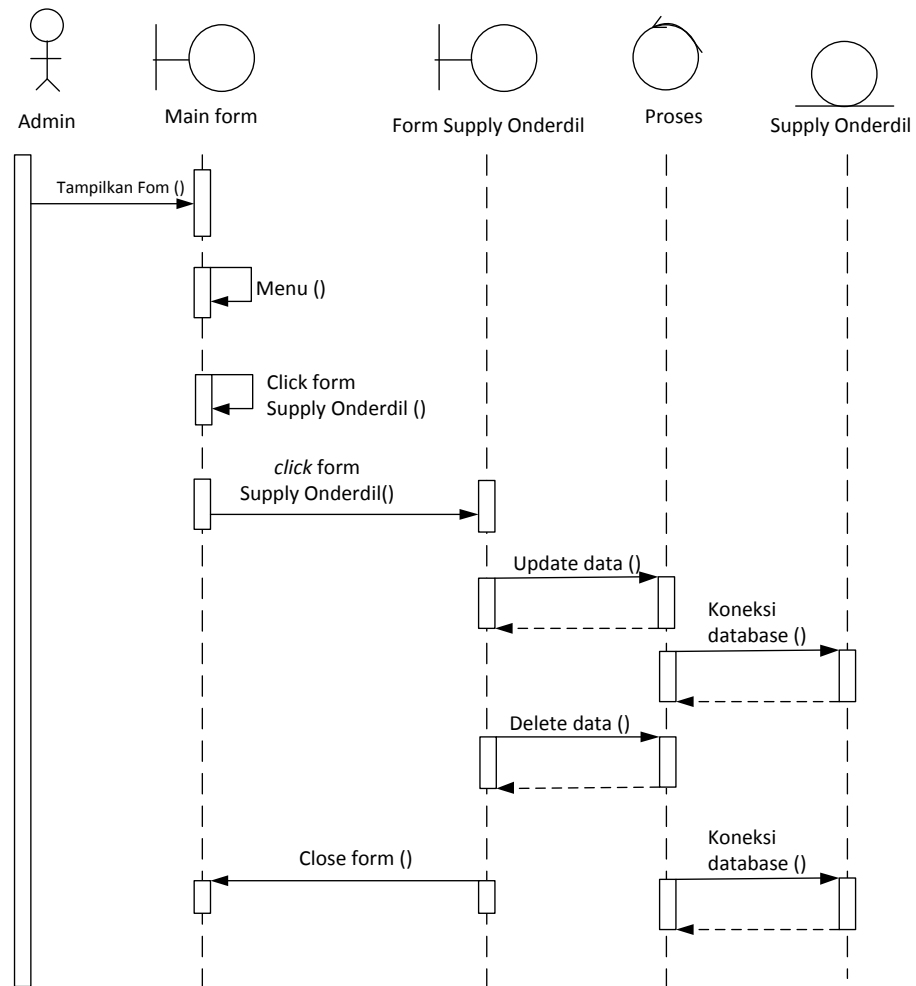 Admin
Main form
Form Supply Onderdil
Proses
Supply Onderdil
Tampilkan Fom ()
Menu ()
Click form
Supply Onderdil ()
click form
Supply Onderdil()
Update data ()
Koneksi
database ()
Delete data ()
Close form ()
Koneksi
database ()